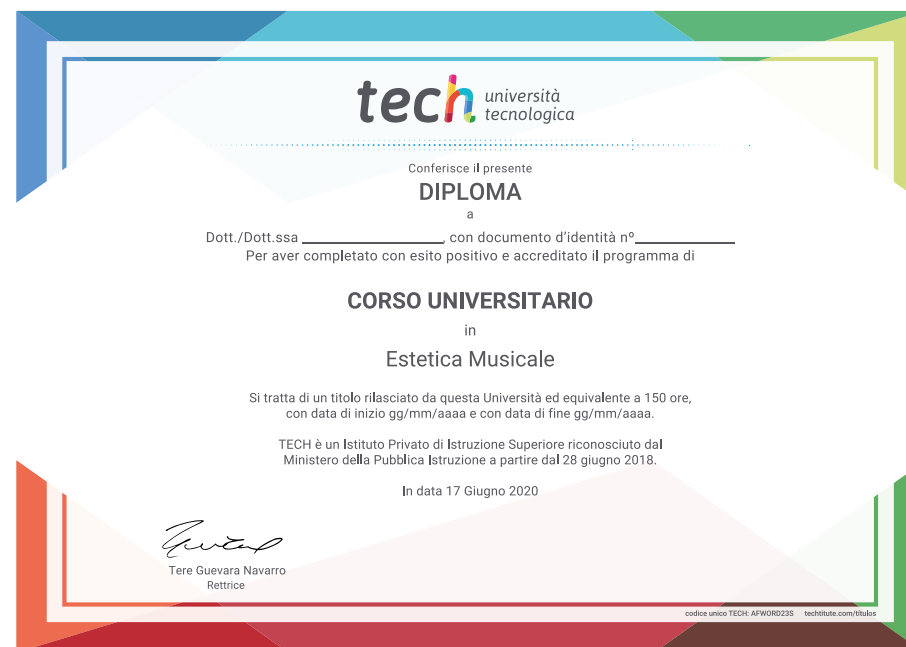 tech università
tecnologica
Conferisce il presente
DIPLOMA
a
Dott./Dott.ssa _________________, con documento d'identità nº____________
Per aver completato con esito positivo e accreditato il programma di
CORSO UNIVERSITARIO
in
Estetica Musicale
Si tratta di un titolo rilasciato da questa Università ed equivalente a 150 ore,
con data di inizio gg/mm/aaaa e con data di fine gg/mm/aaaa.
TECH è un Istituto Privato di Istruzione Superiore riconosciuto dal
Ministero della Pubblica Istruzione a partire dal 28 giugno 2018.
In data 17 Giugno 2020
Tere Guevara Navarro
Rettrice
codice unico TECH: AFWORD23S techtitute.com/títulos